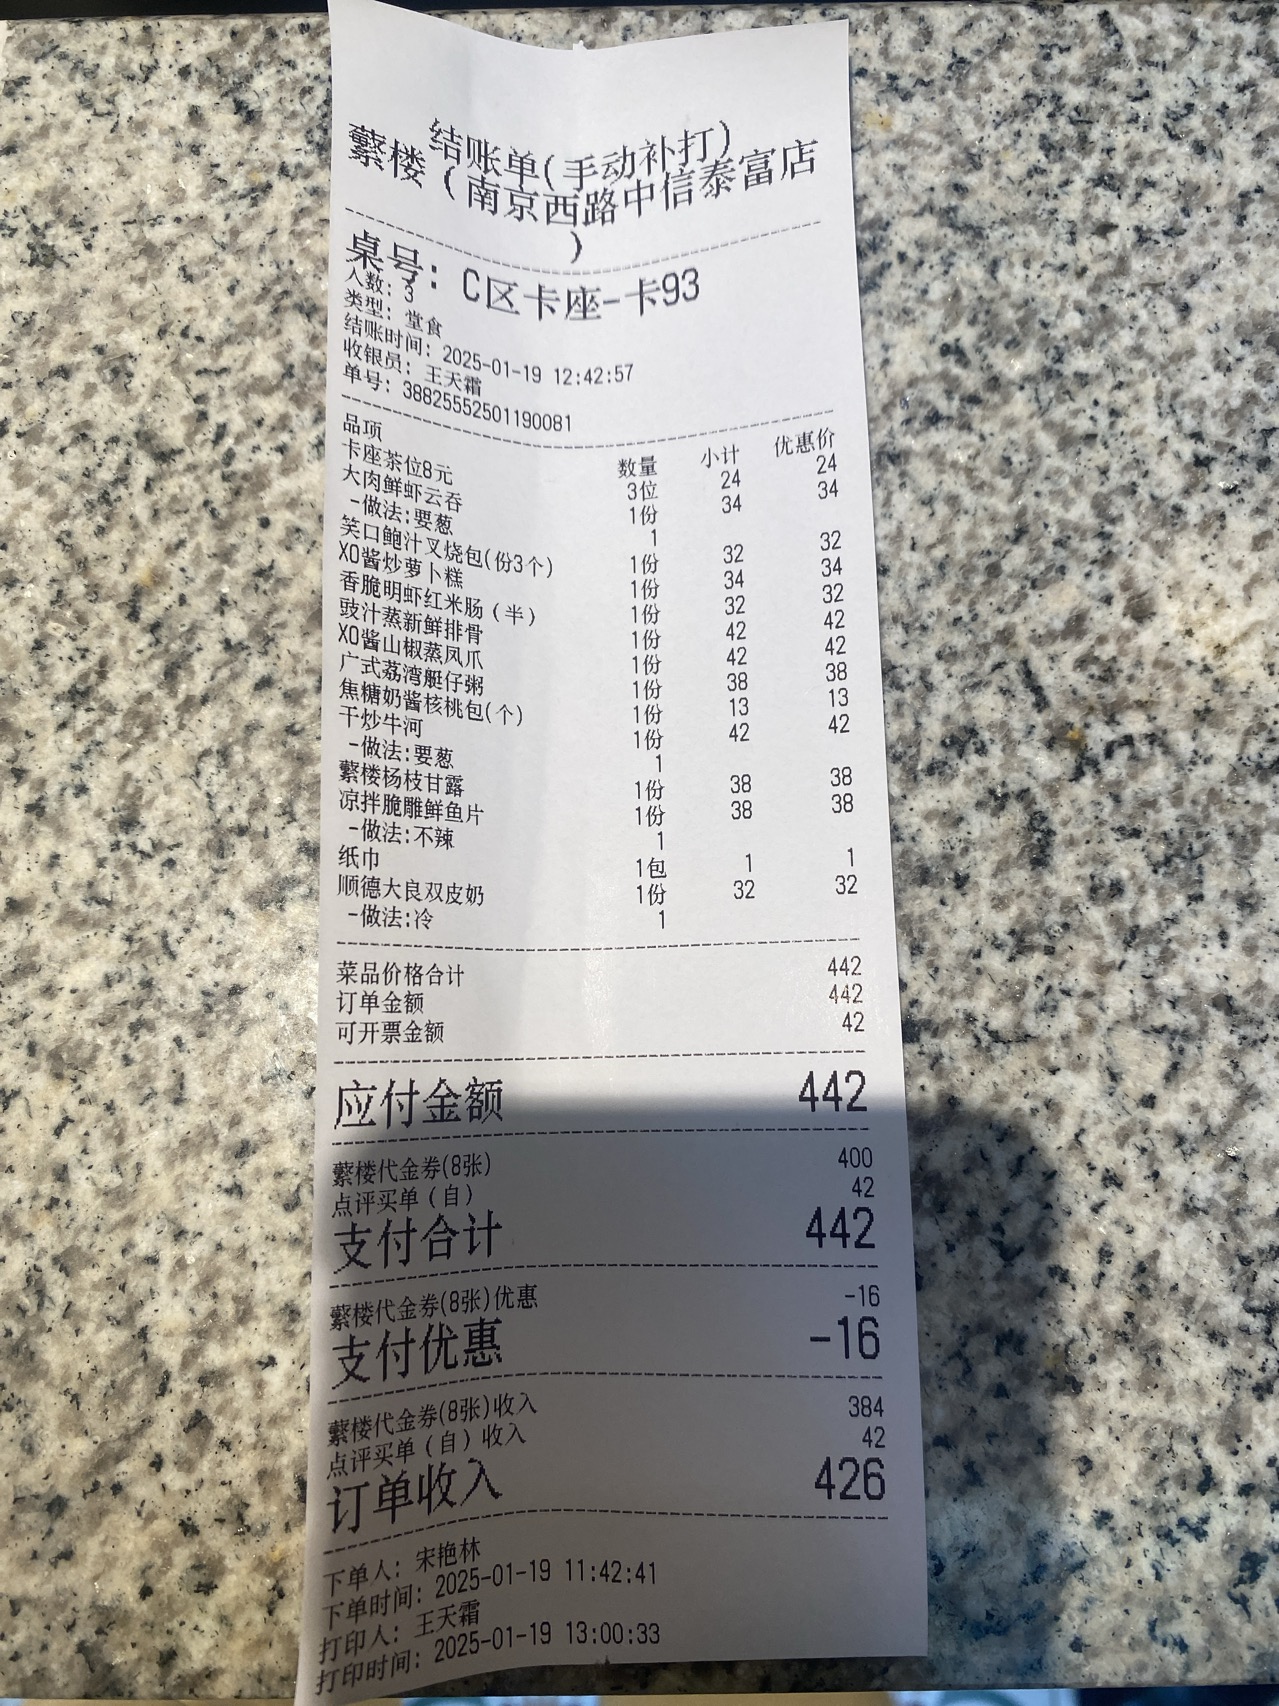 结账单(手动补打)
蘩楼（南京西路中信泰富店
）
桌号：C区卡座-卡93
人数：3
类型：堂食
结账时间：2025-01-19 12:42:57
收银员：王天霜
单号：38825552501190081
品项 数量 小计 优惠价
卡座茶位8元 3位 24 24
大肉鲜虾云吞 1份 34 34
-做法:要葱 1
笑口鲍汁叉烧包(份3个) 1份 32 32
XO酱炒萝卜糕 1份 34 34
香脆明虾红米肠（半） 1份 32 32
豉汁蒸新鲜排骨 1份 42 42
XO酱山椒蒸凤爪 1份 42 42
广式荔湾艇仔粥 1份 38 38
焦糖奶酱核桃包(个) 1份 13 13
干炒牛河 1份 42 42
-做法:要葱 1
蘩楼杨枝甘露 1份 38 38
凉拌脆雕鲜鱼片 1份 38 38
-做法:不辣 1
纸巾 1包 1 1
顺德大良双皮奶 1份 32 32
-做法:冷 1
菜品价格合计 442
订单金额 442
可开票金额 42
应付金额 442
蘩楼代金券(8张) 400
点评买单（自） 42
支付合计 442
蘩楼代金券(8张)优惠 -16
支付优惠 -16
蘩楼代金券(8张)收入 384
点评买单（自）收入 42
订单收入 426
下单人：宋艳林
下单时间：2025-01-19 11:42:41
打印人：王天霜
打印时间：2025-01-19 13:00:33